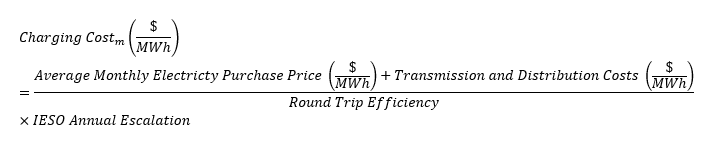 Charging Cost_m ($/MWh)
= (Average Monthly Electricty Purchase Price ($/MWh) + Transmission and Distribution Costs ($/MWh)) / Round Trip Efficiency
× IESO Annual Escalation